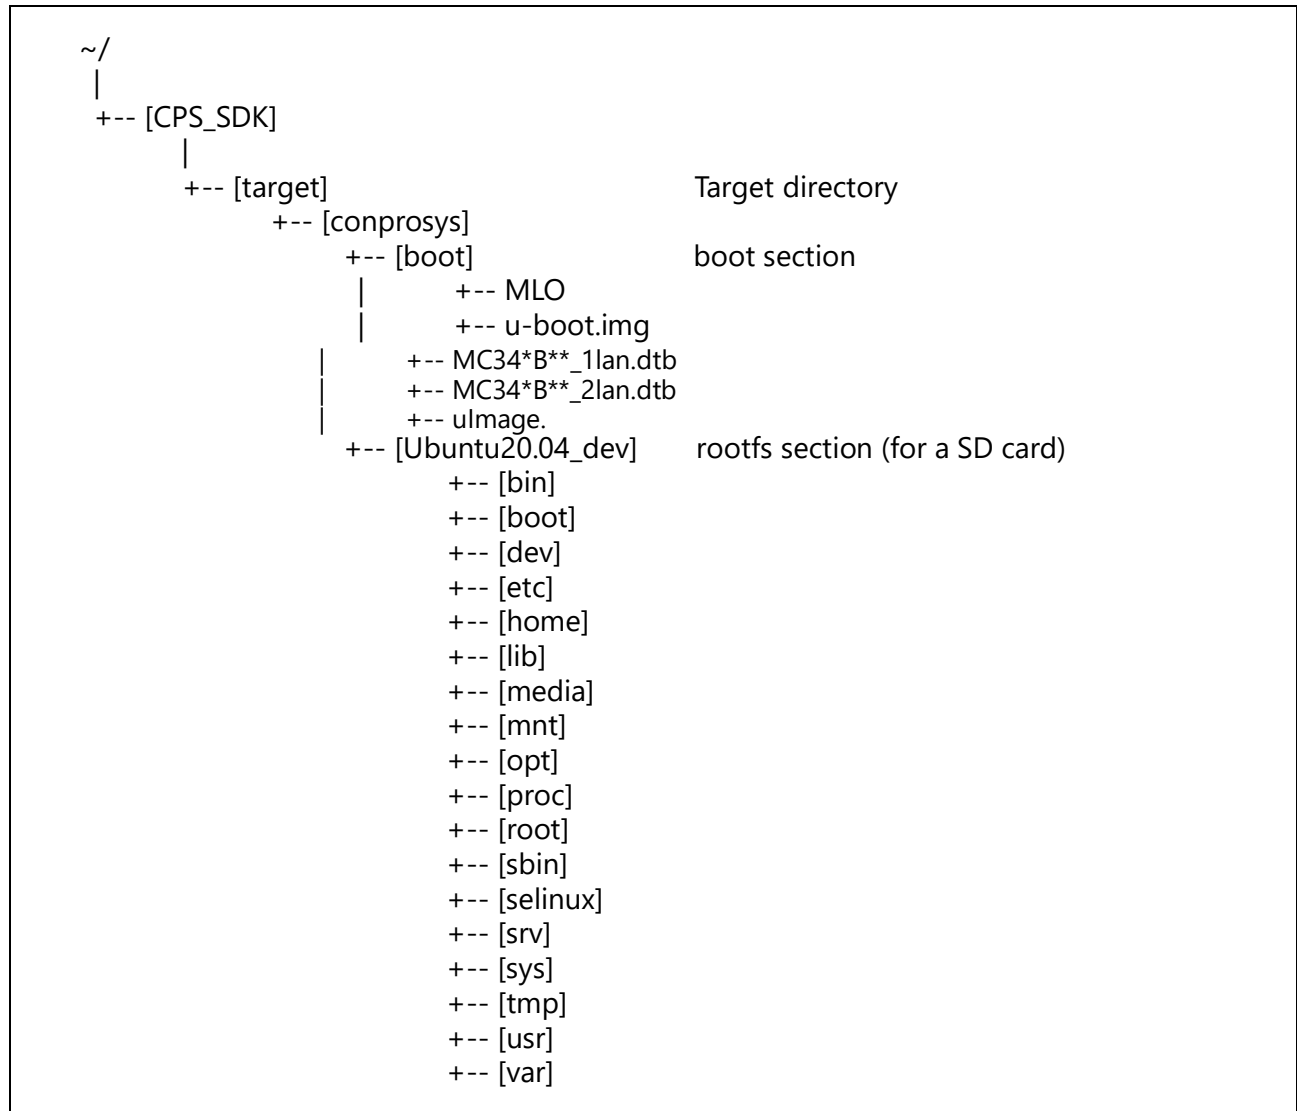 ~/
|
+-- [CPS_SDK]
|
+-- [target] Target directory
+-- [conprosys]
+-- [boot] boot section
| +-- MLO
| +-- u-boot.img
| +-- MC34*B**_1lan.dtb
| +-- MC34*B**_2lan.dtb
| +-- uImage.
+-- [Ubuntu20.04_dev] rootfs section (for a SD card)
+-- [bin]
+-- [boot]
+-- [dev]
+-- [etc]
+-- [home]
+-- [lib]
+-- [media]
+-- [mnt]
+-- [opt]
+-- [proc]
+-- [root]
+-- [sbin]
+-- [selinux]
+-- [srv]
+-- [sys]
+-- [tmp]
+-- [usr]
+-- [var]